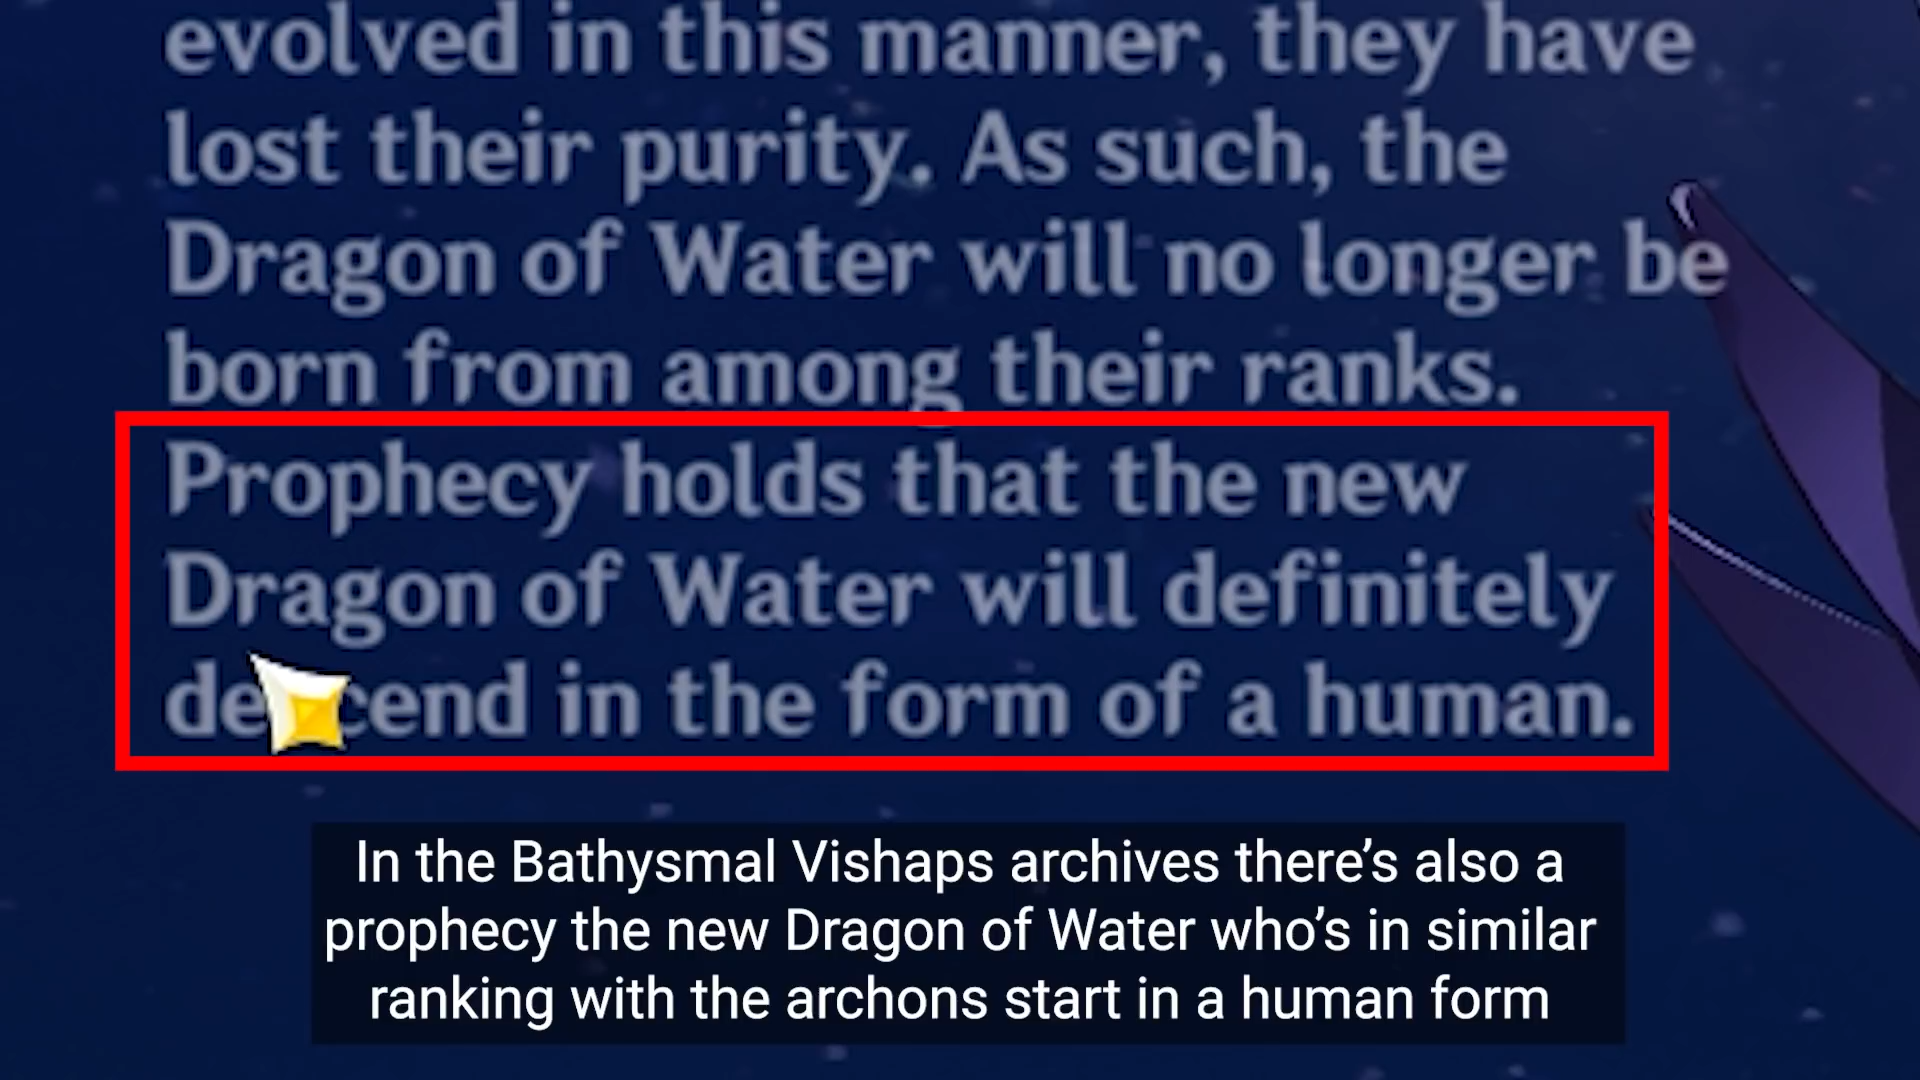 evolved in this manner, they have
lost their purity. As such, the
Dragon of Water will no longer be
born from among their ranks.
Prophecy holds that the new
Dragon of Water will definitely
descend in the form of a human.
In the Bathysmal Vishaps archives there’s also a
prophecy the new Dragon of Water who’s in similar
ranking with the archons start in a human form